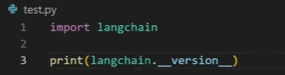 test.py
1 import langchain
2
3 print(langchain.__version__)